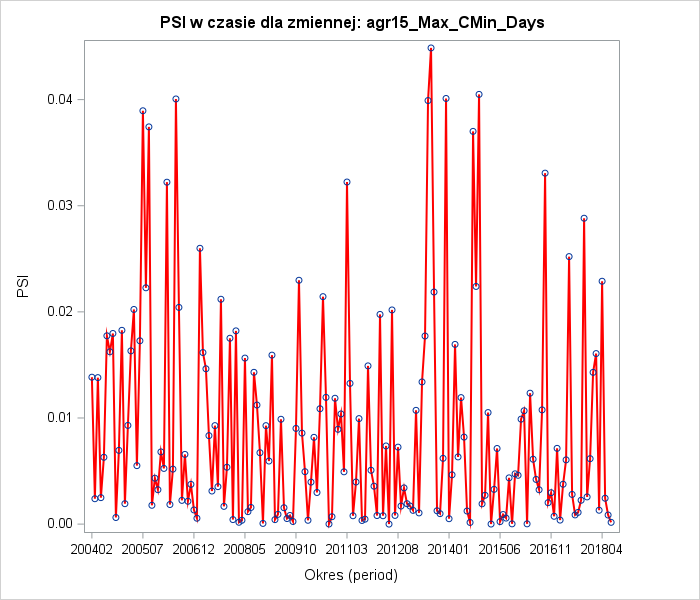 PSI w czasie dla zmiennej: agr15_Max_CMin_Days
0.04
0.03
0.02
0.01
0.00
PSI
200402 200507 200612 200805 200910 201103 201208 201401 201506 201611 201804
Okres (period)